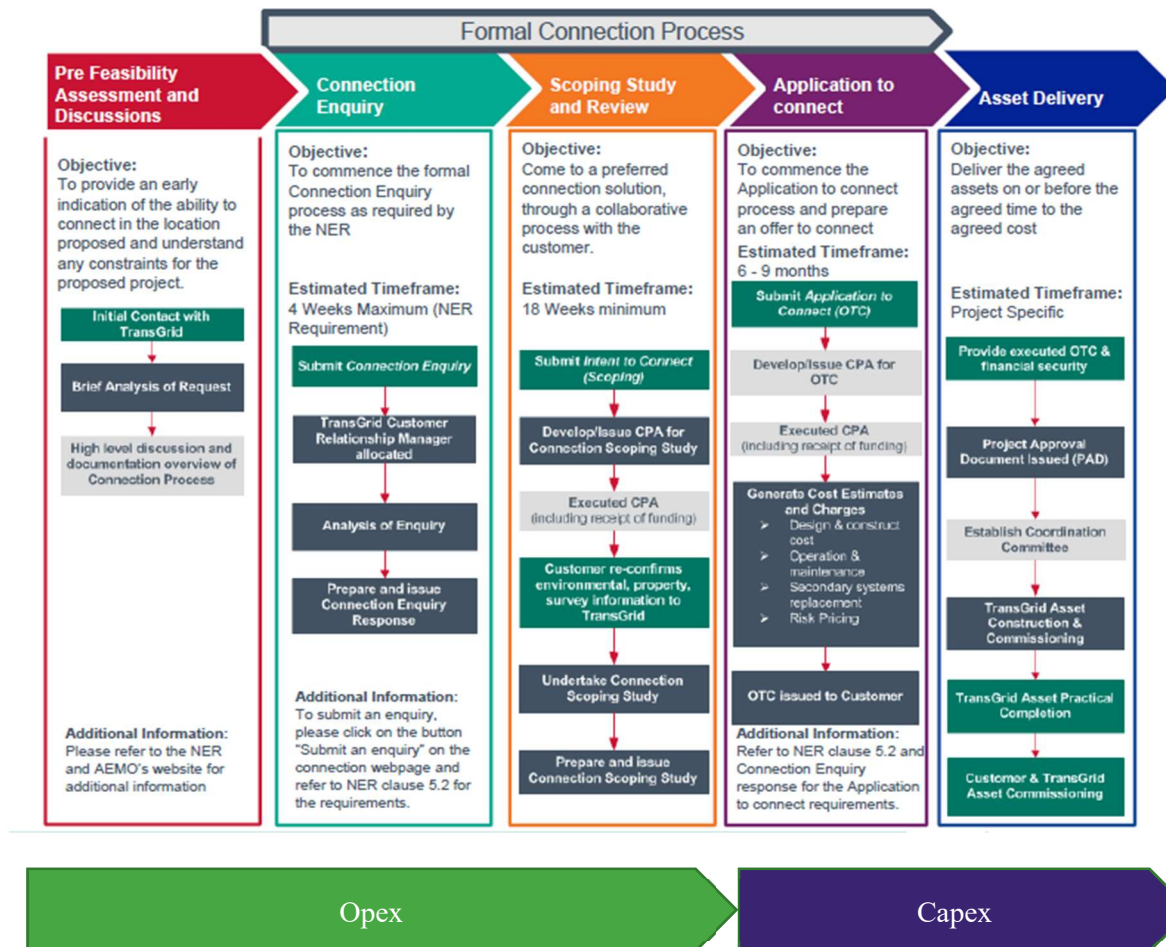 Formal Connection Process
Pre Feasibility
Assessment and
Discussions
Objective:
To provide an early
indication of the ability to
connect in the location
proposed and understand
any constraints for the
proposed project.
Initial Contact with
TransGrid
Brief Analysis of Request
High level discussion and
documentation overview of
Connection Process
Additional Information:
Please refer to the NER
and AEMO's website for
additional information
Connection
Enquiry
Objective:
To commence the formal
Connection Enquiry
process as required by
the NER
Estimated Timeframe:
4 Weeks Maximum (NER
Requirement)
Submit Connection Enquiry
TransGrid Customer
Relationship Manager
allocated
Analysis of Enquiry
Prepare and issue
Connection Enquiry
Response
Additional Information:
To submit an enquiry,
please click on the button
"Submit an enquiry" on the
connection webpage and
refer to NER clause 5.2 for
the requirements.
Scoping Study
and Review
Objective:
Come to a preferred
connection solution,
through a collaborative
process with the
customer.
Estimated Timeframe:
18 Weeks minimum
Submit Intent to Connect
(Scoping)
Develop/Issue CPA for
Connection Scoping Study
Executed CPA
(including receipt of funding)
Customer re-confirms
environmental, property,
survey information to
TransGrid
Undertake Connection
Scoping Study
Prepare and issue
Connection Scoping Study
Application to
connect
Objective:
To commence the
Application to connect
process and prepare
an offer to connect
Estimated Timeframe:
6 - 9 months
Submit Application to
Connect (OTC)
Develop/Issue CPA for
OTC
Executed CPA
(including receipt of funding)
Generate Cost Estimates
and Charges
➢ Design & construct
cost
➢ Operation &
maintenance
➢ Secondary systems
replacement
➢ Risk Pricing
OTC issued to Customer
Additional Information:
Refer to NER clause 5.2 and
Connection Enquiry
response for the Application
to connect requirements.
Asset Delivery
Objective:
Deliver the agreed
assets on or before the
agreed time to the
agreed cost
Estimated Timeframe:
Project Specific
Provide executed OTC &
financial security
Project Approval
Document Issued (PAD)
Establish Coordination
Committee
TransGrid Asset
Construction &
Commissioning
TransGrid Asset Practical
Completion
Customer & TransGrid
Asset Commissioning
Opex
Capex